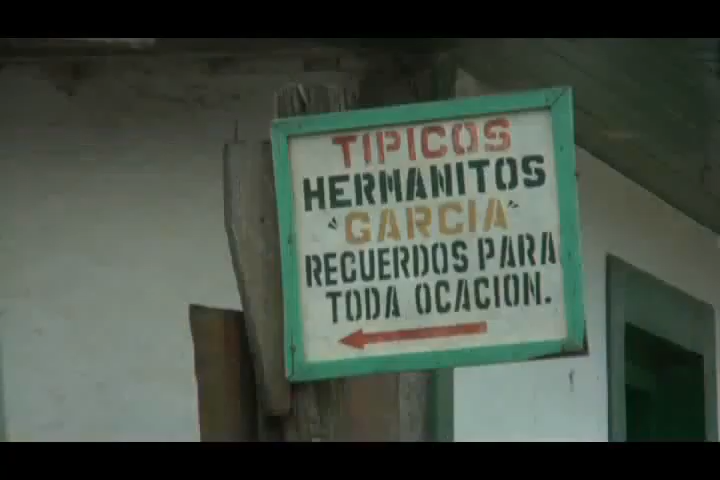 TIPICOS
HERMANITOS
"GARCIA"
RECUERDOS PARA
TODA OCACION.